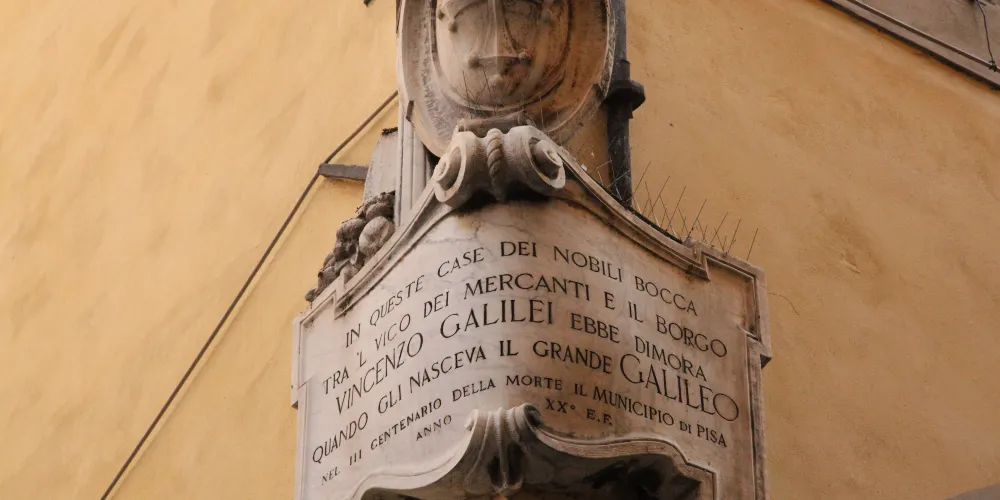 IN QUESTE CASE DEI NOBILI BOCCA
TRA 'L VICO DEI MERCANTI E IL BORGO
VINCENZO GALILEI EBBE DIMORA
QUANDO GLI NASCEVA IL GRANDE GALILEO
NEL III CENTENARIO DELLA MORTE IL MUNICIPIO DI PISA
ANNO XX° E.F.